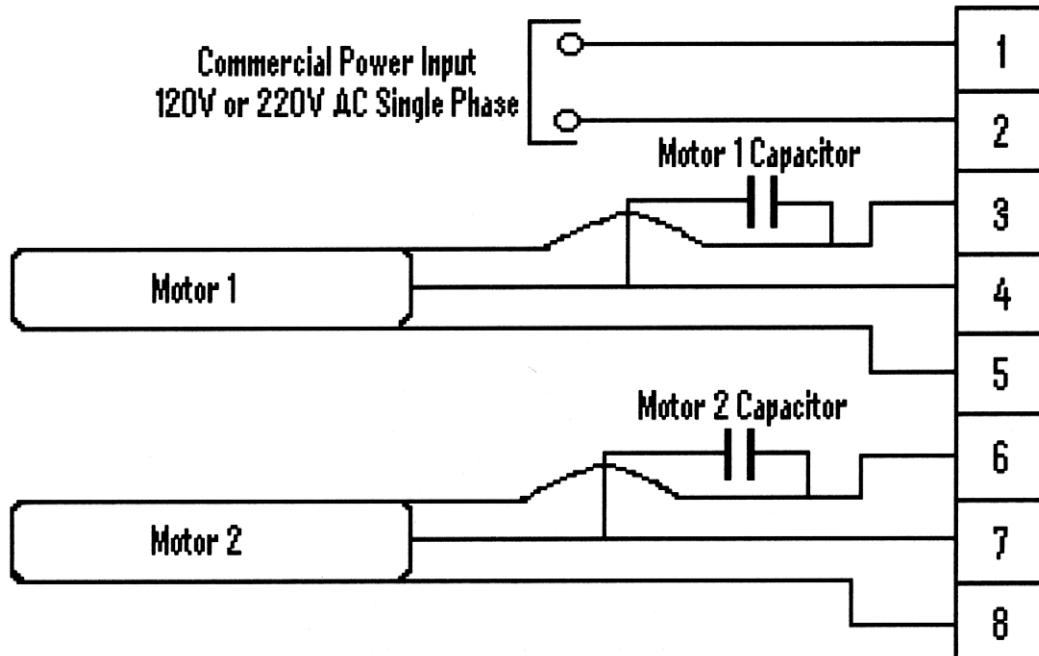 Commercial Power Input
120V or 220V AC Single Phase
1
2
Motor 1 Capacitor
3
Motor 1
4
5
Motor 2 Capacitor
6
Motor 2
7
8